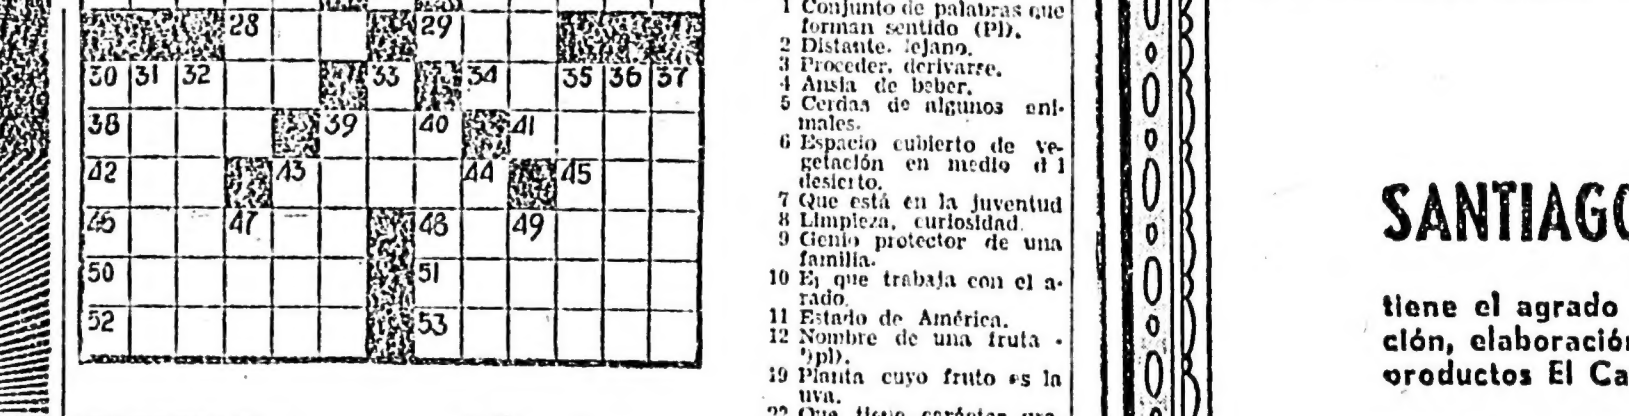 28 29
30 31 32 33 34 35 36 37
38 39 40 41
42 43 44 45
46 47 48 49
50 51
52 53
1 Conjunto de palabras que
forman sentido (Pl).
2 Distante. lejano.
3 Proceder, derivarse.
4 Ansia de beber.
5 Cerdas de algunos ani-
males.
6 Espacio cubierto de ve-
getación en medio d l
desierto.
7 Que está en la juventud
8 Limpieza, curiosidad.
9 Genio protector de una
familia.
10 El que trabaja con el a-
rado.
11 Estado de América.
12 Nombre de una fruta
pl).
19 Planta cuyo fruto es la
uva.
22 Que tiene carácter
SANTIAGO
tiene el agrado
ción, elaboración
productos El Ca